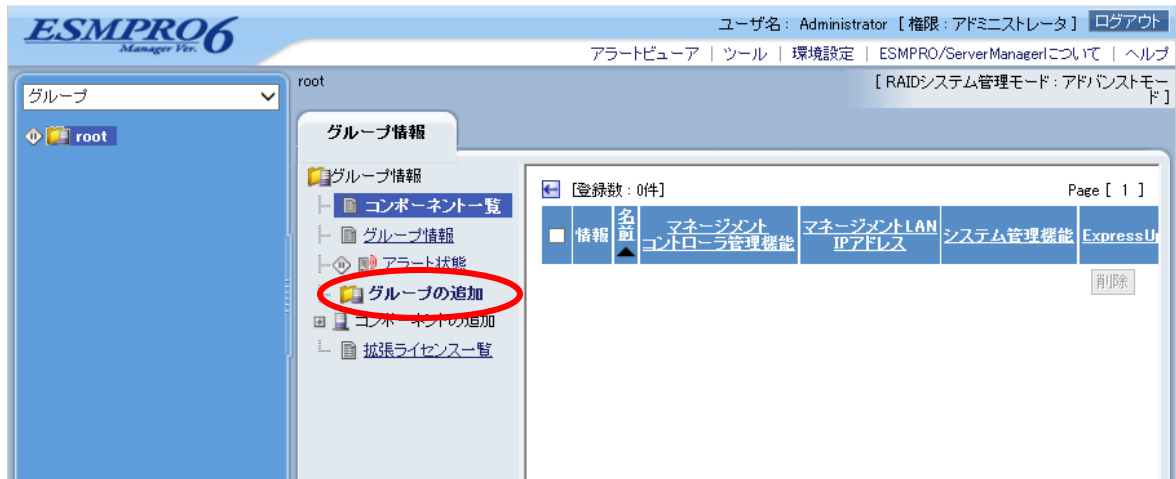 ESMPRO6
Manager Ver.
ユーザ名： Administrator [ 権限：アドミニストレータ ] ログアウト
アラートビューア | ツール | 環境設定 | ESMPRO/ServerManagerについて | ヘルプ
グループ
root
root
[ RAIDシステム管理モード：アドバンストモー
ド ]
グループ情報
グループ情報
コンポーネント一覧
グループ情報
アラート状態
グループの追加
コンポーネントの追加
拡張ライセンス一覧
[登録数：0件]
Page [ 1 ]
情報
名
前
マネージメント
コントローラ管理機能
マネージメントLAN
IPアドレス
システム管理機能
ExpressU
削除